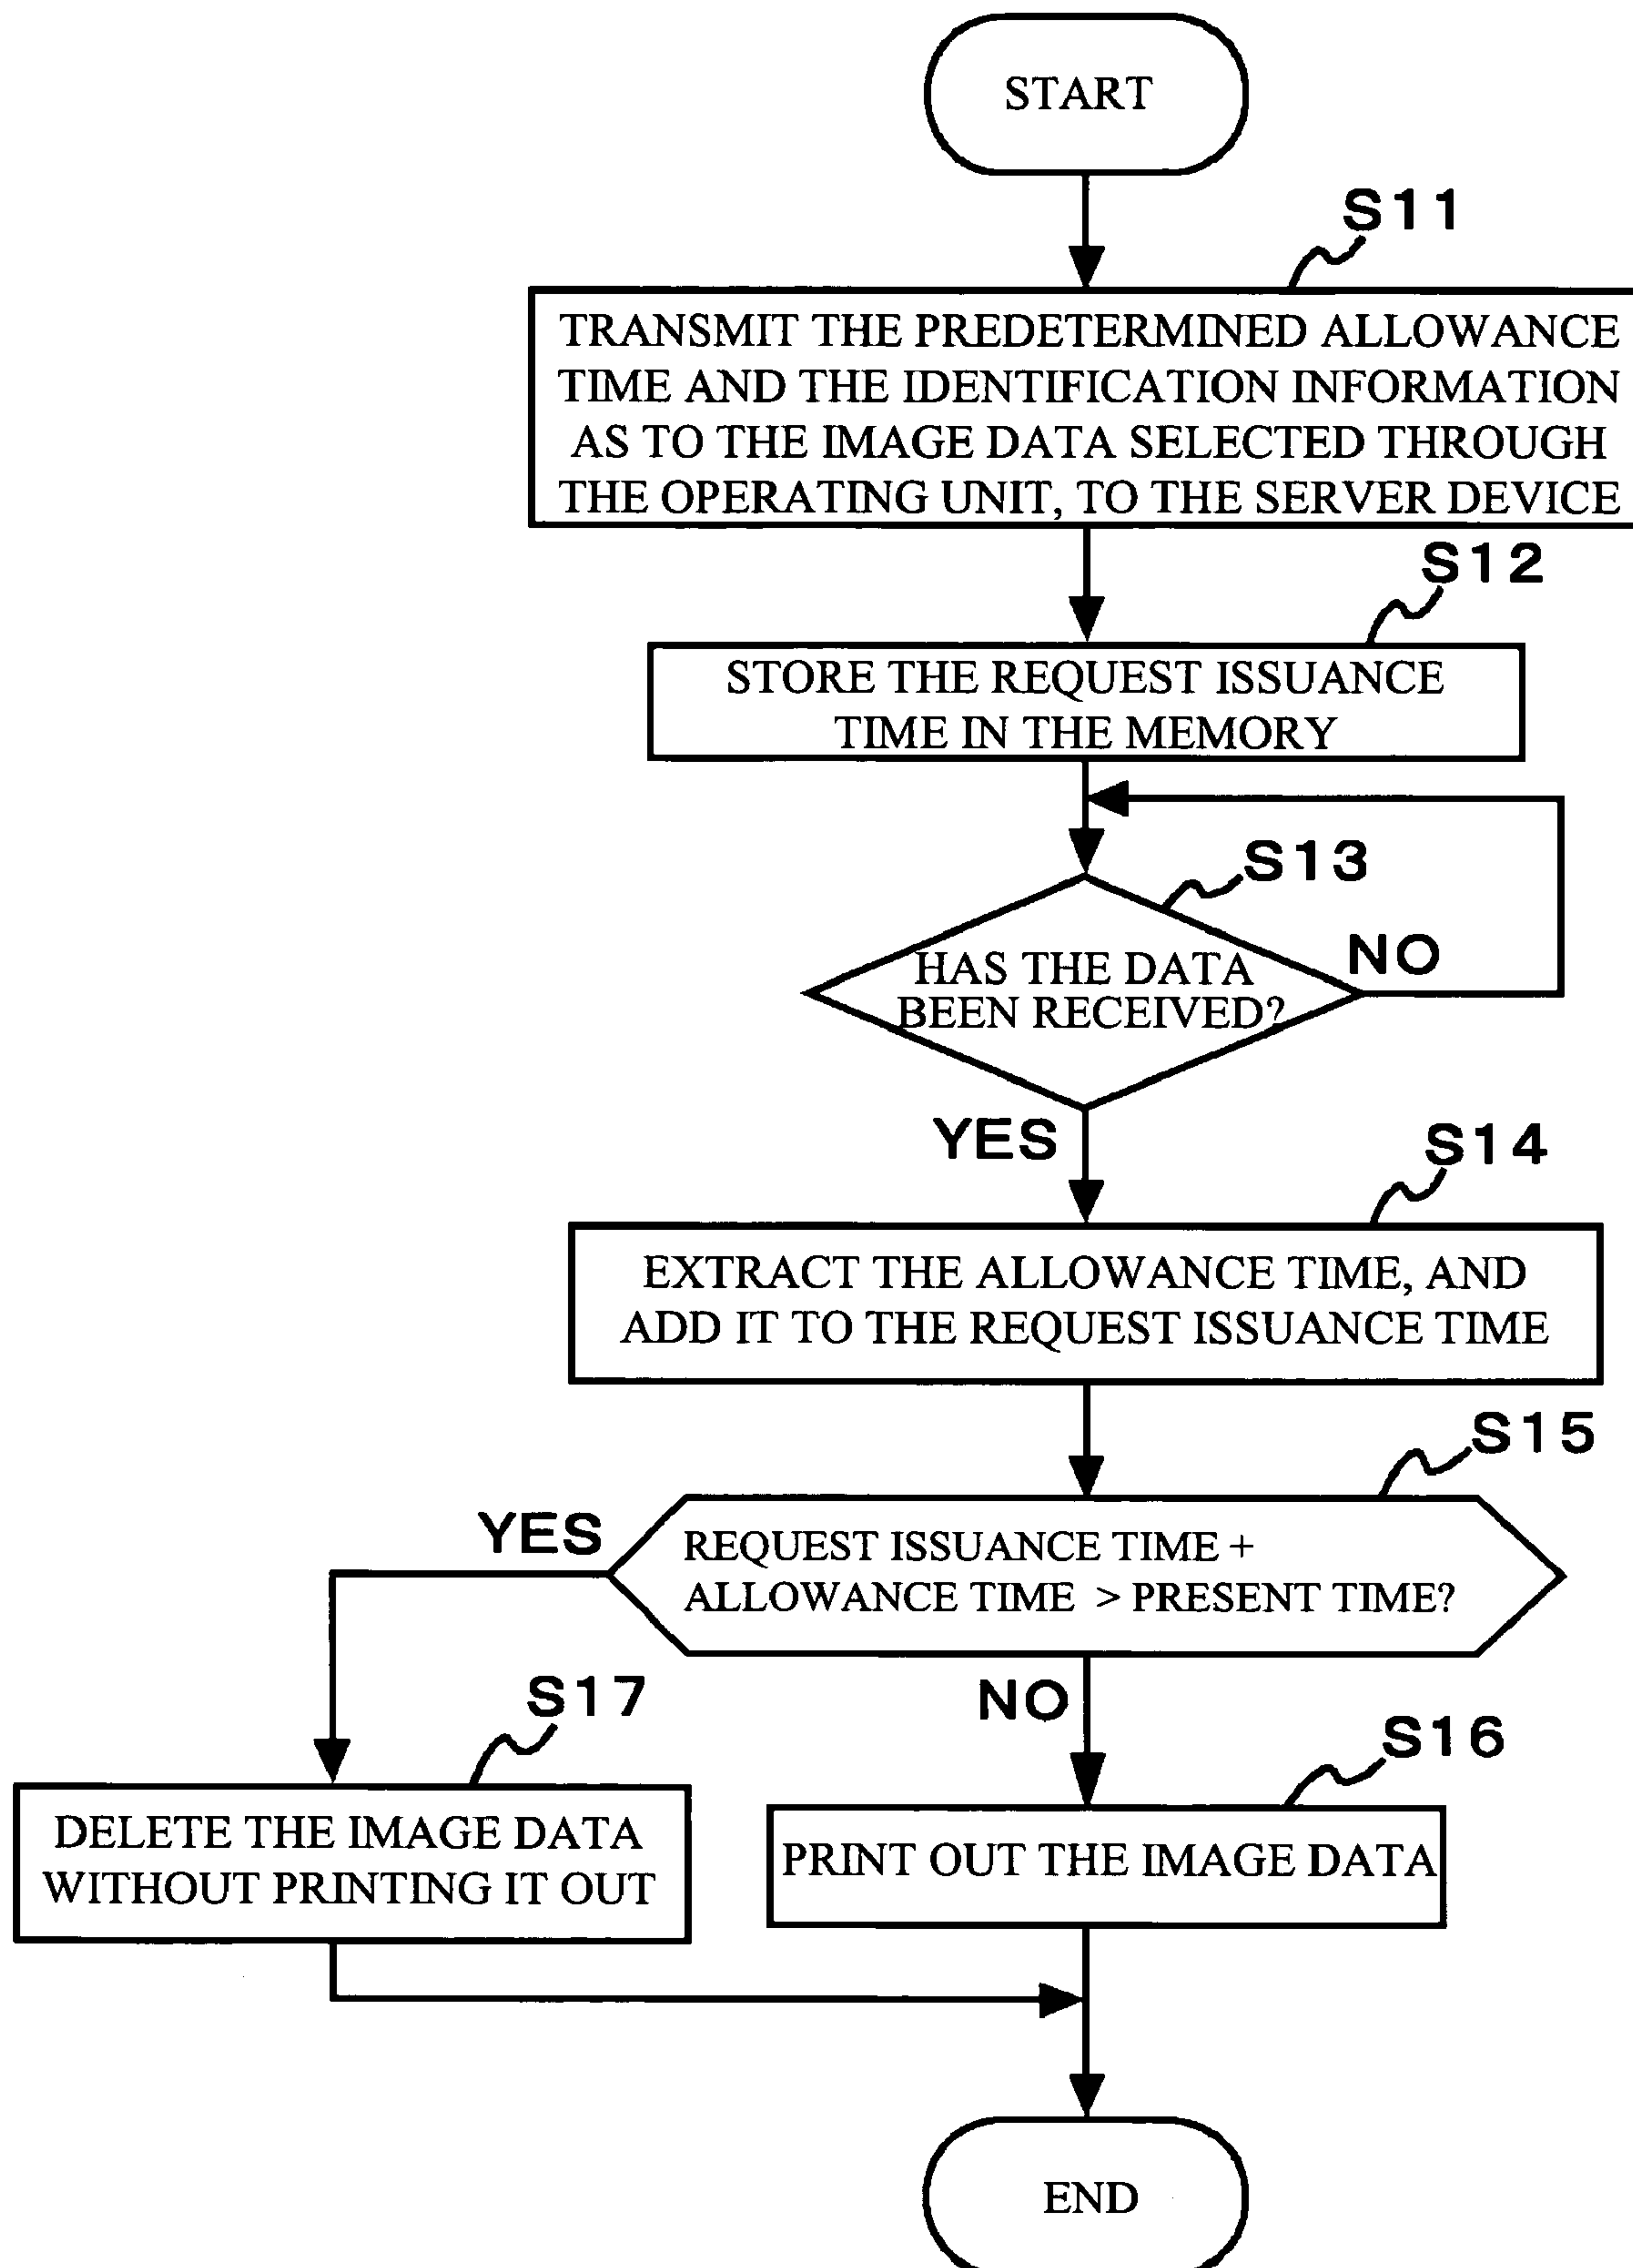 START
S11
TRANSMIT THE PREDETERMINED ALLOWANCE
TIME AND THE IDENTIFICATION INFORMATION
AS TO THE IMAGE DATA SELECTED THROUGH
THE OPERATING UNIT, TO THE SERVER DEVICE
S12
STORE THE REQUEST ISSUANCE
TIME IN THE MEMORY
S13
HAS THE DATA
BEEN RECEIVED?
NO
YES
S14
EXTRACT THE ALLOWANCE TIME, AND
ADD IT TO THE REQUEST ISSUANCE TIME
S15
YES
REQUEST ISSUANCE TIME +
ALLOWANCE TIME > PRESENT TIME?
NO
S17
S16
DELETE THE IMAGE DATA
WITHOUT PRINTING IT OUT
PRINT OUT THE IMAGE DATA
END